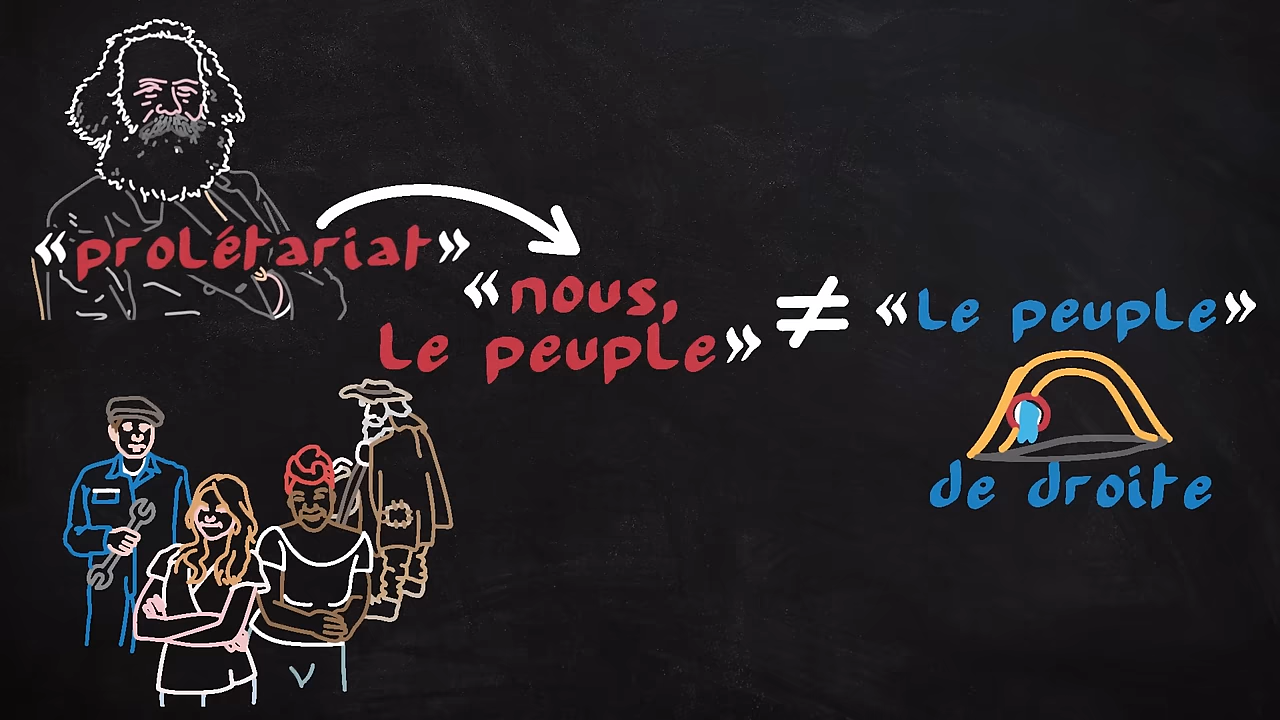 «prolétariat»
«nous,
le peuple»
≠
«le peuple»
de droite